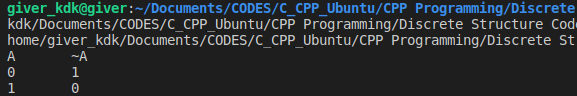 giver_kdk@giver:~/Documents/CODES/C_CPP_Ubuntu/CPP Programming/Discrete
kdk/Documents/CODES/C_CPP_Ubuntu/CPP Programming/Discrete Structure Cod
home/giver_kdk/Documents/CODES/C_CPP_Ubuntu/CPP Programming/Discrete St
A ~A
0 1
1 0